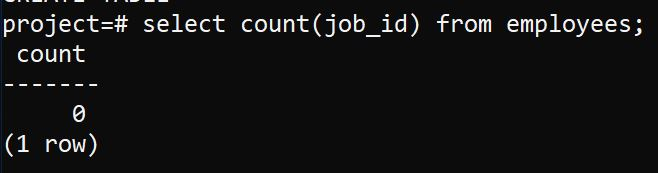 project=# select count(job_id) from employees;
 count
-------
     0
(1 row)